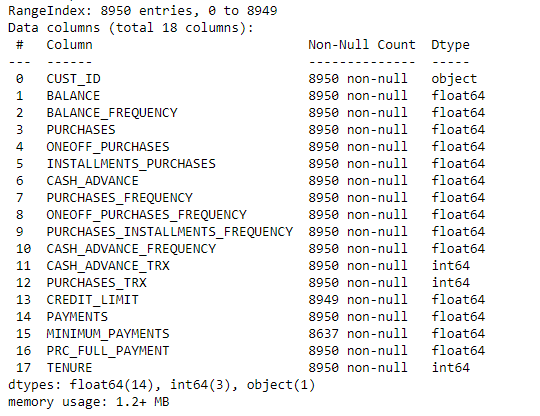 RangeIndex: 8950 entries, 0 to 8949
Data columns (total 18 columns):
 #   Column                            Non-Null Count  Dtype
---  ------                            --------------  -----
 0   CUST_ID                           8950 non-null   object
 1   BALANCE                           8950 non-null   float64
 2   BALANCE_FREQUENCY                 8950 non-null   float64
 3   PURCHASES                         8950 non-null   float64
 4   ONEOFF_PURCHASES                  8950 non-null   float64
 5   INSTALLMENTS_PURCHASES            8950 non-null   float64
 6   CASH_ADVANCE                      8950 non-null   float64
 7   PURCHASES_FREQUENCY               8950 non-null   float64
 8   ONEOFF_PURCHASES_FREQUENCY        8950 non-null   float64
 9   PURCHASES_INSTALLMENTS_FREQUENCY  8950 non-null   float64
 10  CASH_ADVANCE_FREQUENCY            8950 non-null   float64
 11  CASH_ADVANCE_TRX                  8950 non-null   int64
 12  PURCHASES_TRX                     8950 non-null   int64
 13  CREDIT_LIMIT                      8949 non-null   float64
 14  PAYMENTS                          8950 non-null   float64
 15  MINIMUM_PAYMENTS                  8637 non-null   float64
 16  PRC_FULL_PAYMENT                  8950 non-null   float64
 17  TENURE                            8950 non-null   int64
dtypes: float64(14), int64(3), object(1)
memory usage: 1.2+ MB